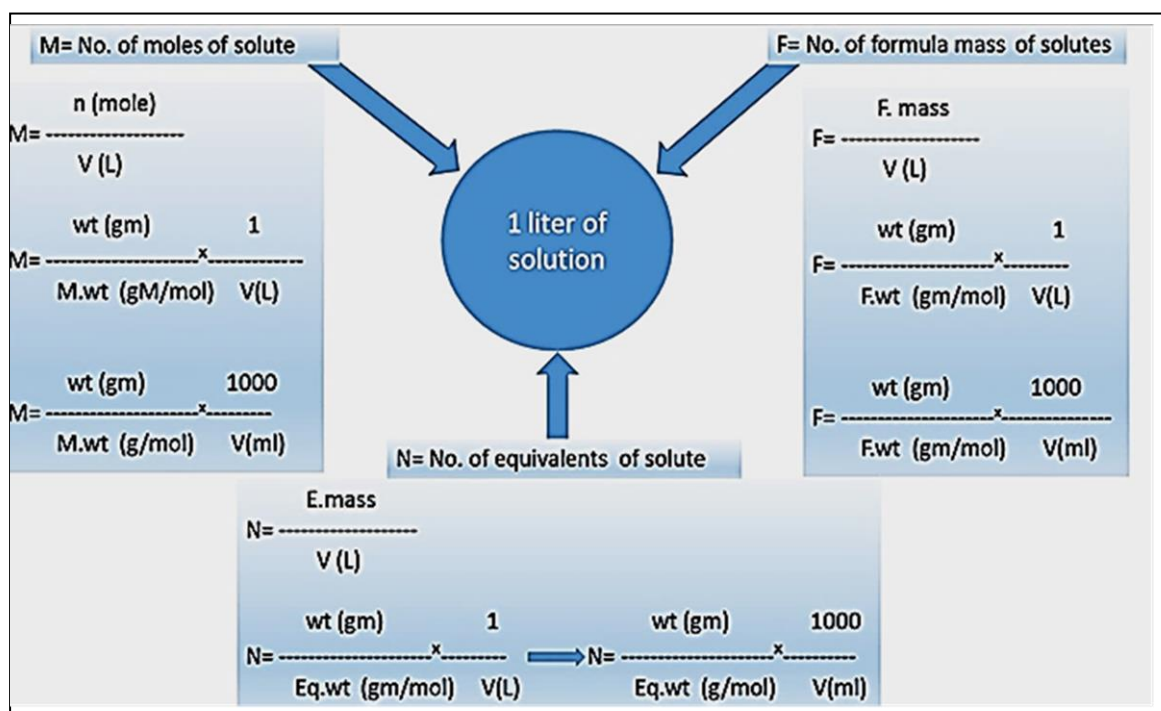 M= No. of moles of solute
F= No. of formula mass of solutes
n (mole)
M= -------------------
V (L)
wt (gm) 1
M= ---------------------x-------------
M.wt (gM/mol) V(L)
wt (gm) 1000
M= ---------------------x---------
M.wt (g/mol) V(ml)
F. mass
F= -------------------
V (L)
wt (gm) 1
F= ---------------------x---------
F.wt (gm/mol) V(L)
wt (gm) 1000
F= ---------------------x---------------
F.wt (gm/mol) V(ml)
1 liter of
solution
N= No. of equivalents of solute
E.mass
N= -------------------
V (L)
wt (gm) 1 wt (gm) 1000
N= ---------------------x--------- N= ---------------------x----------
Eq.wt (gm/mol) V(L) Eq.wt (g/mol) V(ml)